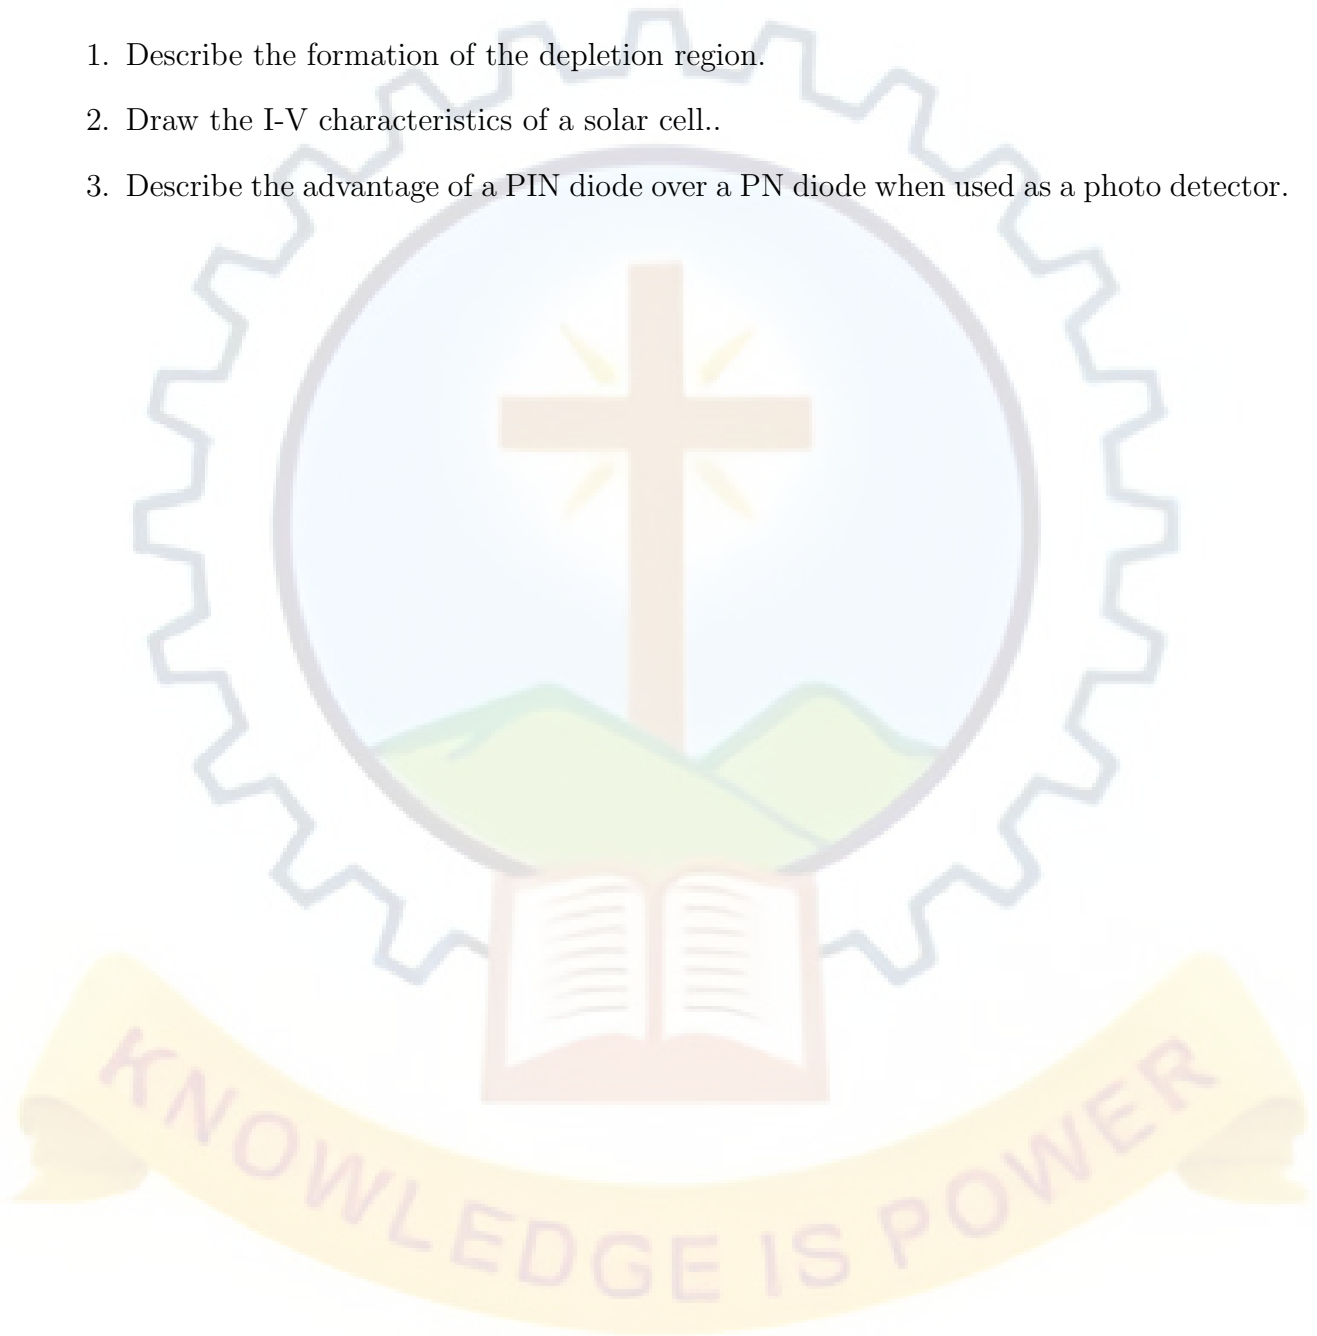 1. Describe the formation of the depletion region.
2. Draw the I-V characteristics of a solar cell..
3. Describe the advantage of a PIN diode over a PN diode when used as a photo detector.
KNOWLEDGE IS POWER